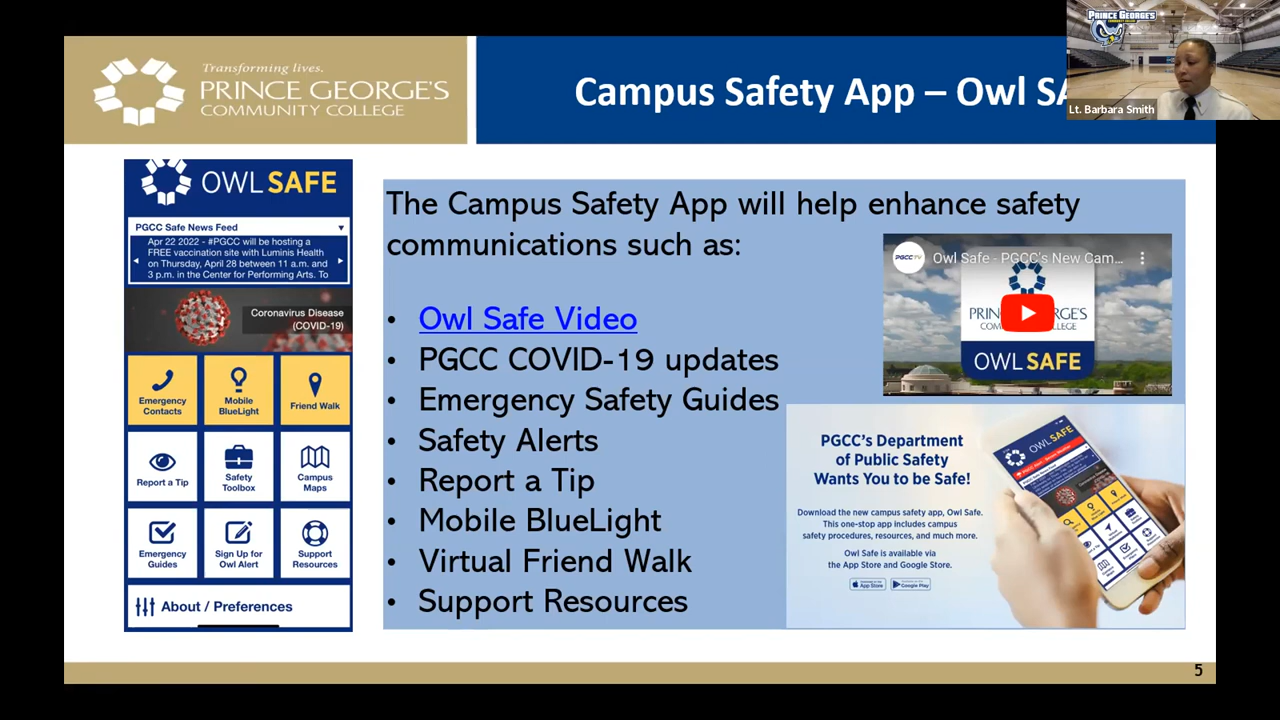 Transforming lives.
PRINCE GEORGE'S
COMMUNITY COLLEGE
Campus Safety App – Owl SA
PRINCE GEORGE'S
Lt. Barbara Smith
OWL SAFE
PGCC Safe News Feed
Apr 22 2022 - #PGCC will be hosting a
FREE vaccination site with Luminis Health
on Thursday, April 28 between 11 a.m. and
3 p.m. in the Center for Performing Arts. To
Coronavirus Disease
(COVID-19)
Emergency
Contacts
Mobile
BlueLight
Friend Walk
Report a Tip
Safety
Toolbox
Campus
Maps
Emergency
Guides
Sign Up for
Owl Alert
Support
Resources
About / Preferences
The Campus Safety App will help enhance safety
communications such as:
• Owl Safe Video
• PGCC COVID-19 updates
• Emergency Safety Guides
• Safety Alerts
• Report a Tip
• Mobile BlueLight
• Virtual Friend Walk
• Support Resources
PGCC TV
Owl Safe - PGCC's New Cam...
PRINCE GEORGE'S
COMMUNITY COLLEGE
OWL SAFE
PGCC's Department
of Public Safety
Wants You to be Safe!
Download the new campus safety app, Owl Safe.
This one-stop app includes campus
safety procedures, resources, and much more.
Owl Safe is available via
the App Store and Google Store.
App Store
Google Play
OWL SAFE
5